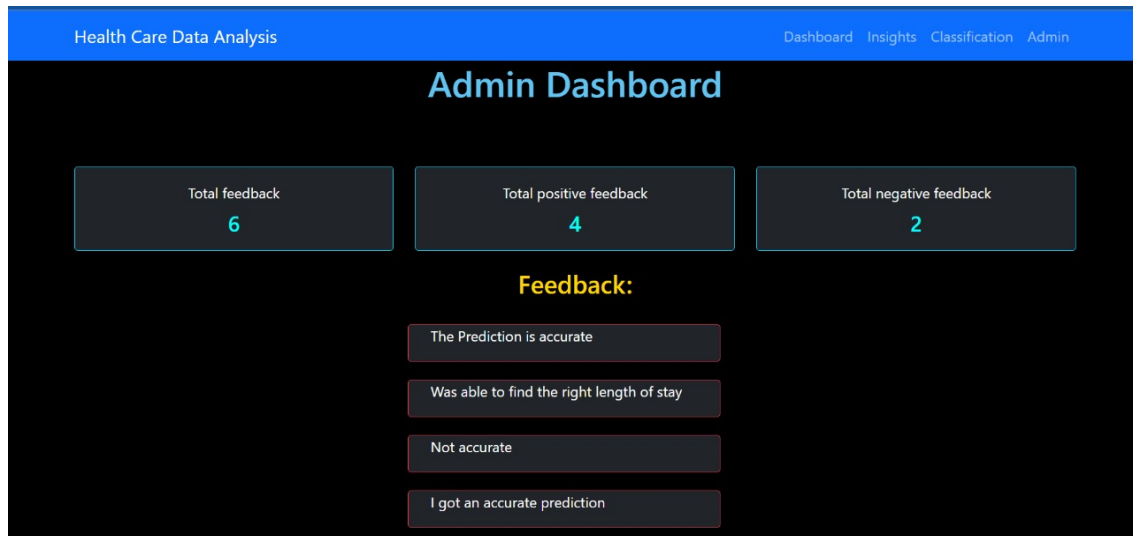 Health Care Data Analysis
Dashboard Insights Classification Admin
Admin Dashboard
Total feedback
6
Total positive feedback
4
Total negative feedback
2
Feedback:
The Prediction is accurate
Was able to find the right length of stay
Not accurate
I got an accurate prediction